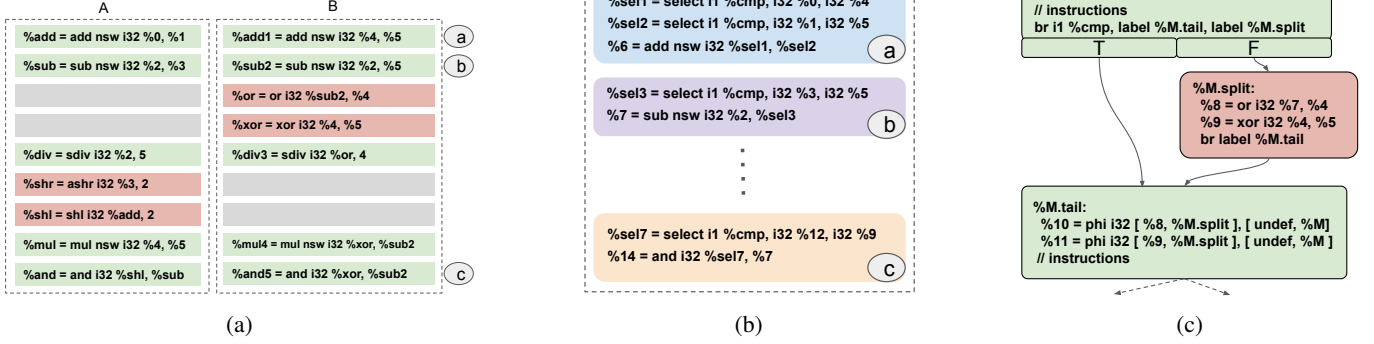 A
B
%add = add nsw i32 %0, %1
%add1 = add nsw i32 %4, %5
a
%sub = sub nsw i32 %2, %3
%sub2 = sub nsw i32 %2, %5
b
%or = or i32 %sub2, %4
%xor = xor i32 %4, %5
%div = sdiv i32 %2, 5
%div3 = sdiv i32 %or, 4
%shr = ashr i32 %3, 2
%shl = shl i32 %add, 2
%mul = mul nsw i32 %4, %5
%mul4 = mul nsw i32 %xor, %sub2
%and = and i32 %shl, %sub
%and5 = and i32 %xor, %sub2
c
(a)
%sel1 = select i1 %cmp, i32 %0, i32 %4
%sel2 = select i1 %cmp, i32 %1, i32 %5
%6 = add nsw i32 %sel1, %sel2
a
%sel3 = select i1 %cmp, i32 %3, i32 %5
%7 = sub nsw i32 %2, %sel3
b
%sel7 = select i1 %cmp, i32 %12, i32 %9
%14 = and i32 %sel7, %7
c
(b)
// instructions
br i1 %cmp, label %M.tail, label %M.split
T
F
%M.split:
%8 = or i32 %7, %4
%9 = xor i32 %4, %5
br label %M.tail
%M.tail:
%10 = phi i32 [ %8, %M.split ], [ undef, %M]
%11 = phi i32 [ %9, %M.split ], [ undef, %M ]
// instructions
(c)